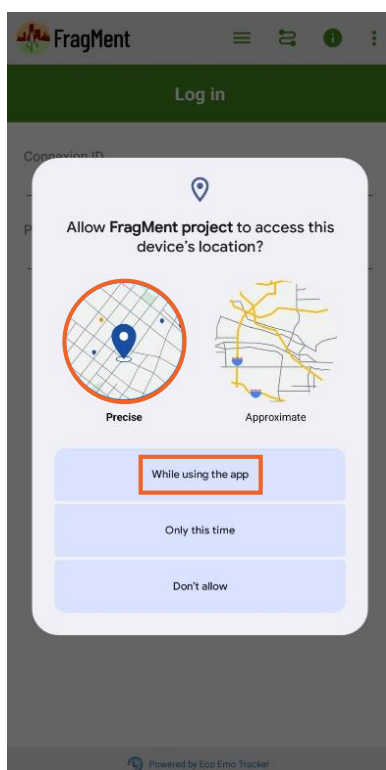 FragMent
Log in
Connexion ID
P
Allow FragMent project to access this
device's location?
Precise
Approximate
While using the app
Only this time
Don't allow
Powered by Eco Emo Tracker